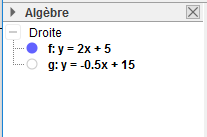 Algèbre
Droite
f: y = 2x + 5
g: y = -0.5x + 15